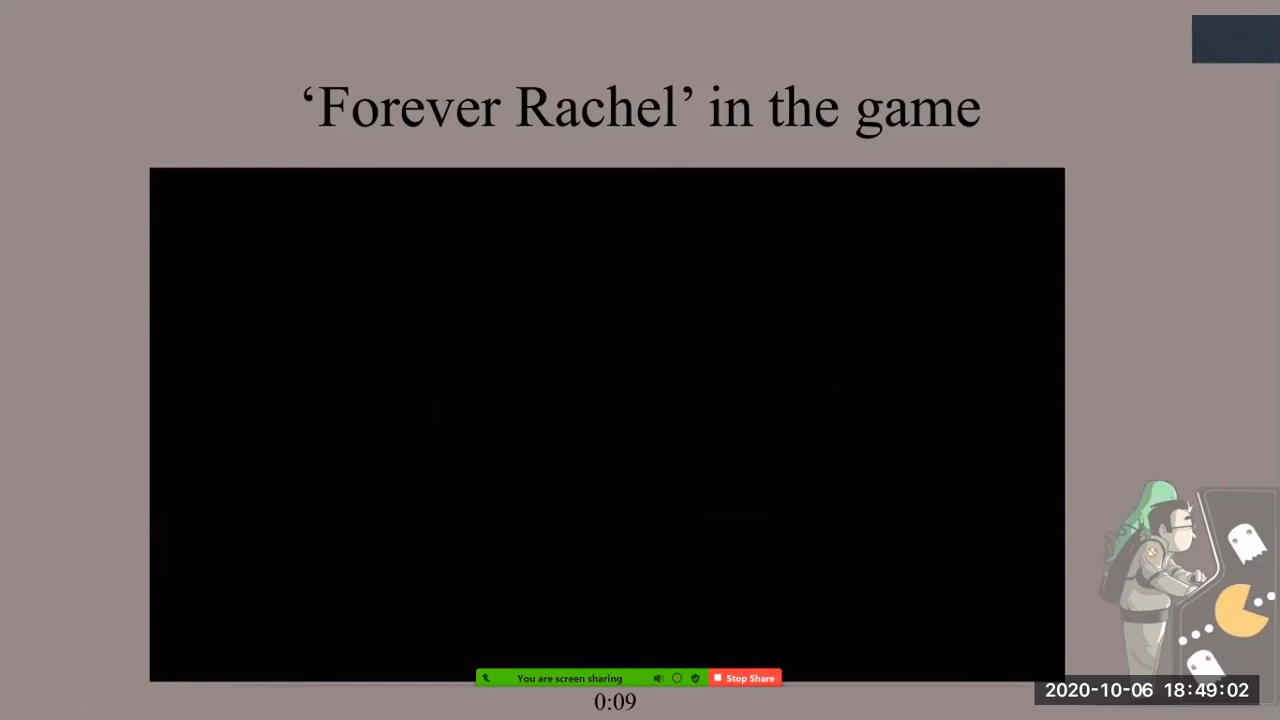 ‘Forever Rachel’ in the game
You are screen sharing
Stop Share
0:09
2020-10-06 18:49:02